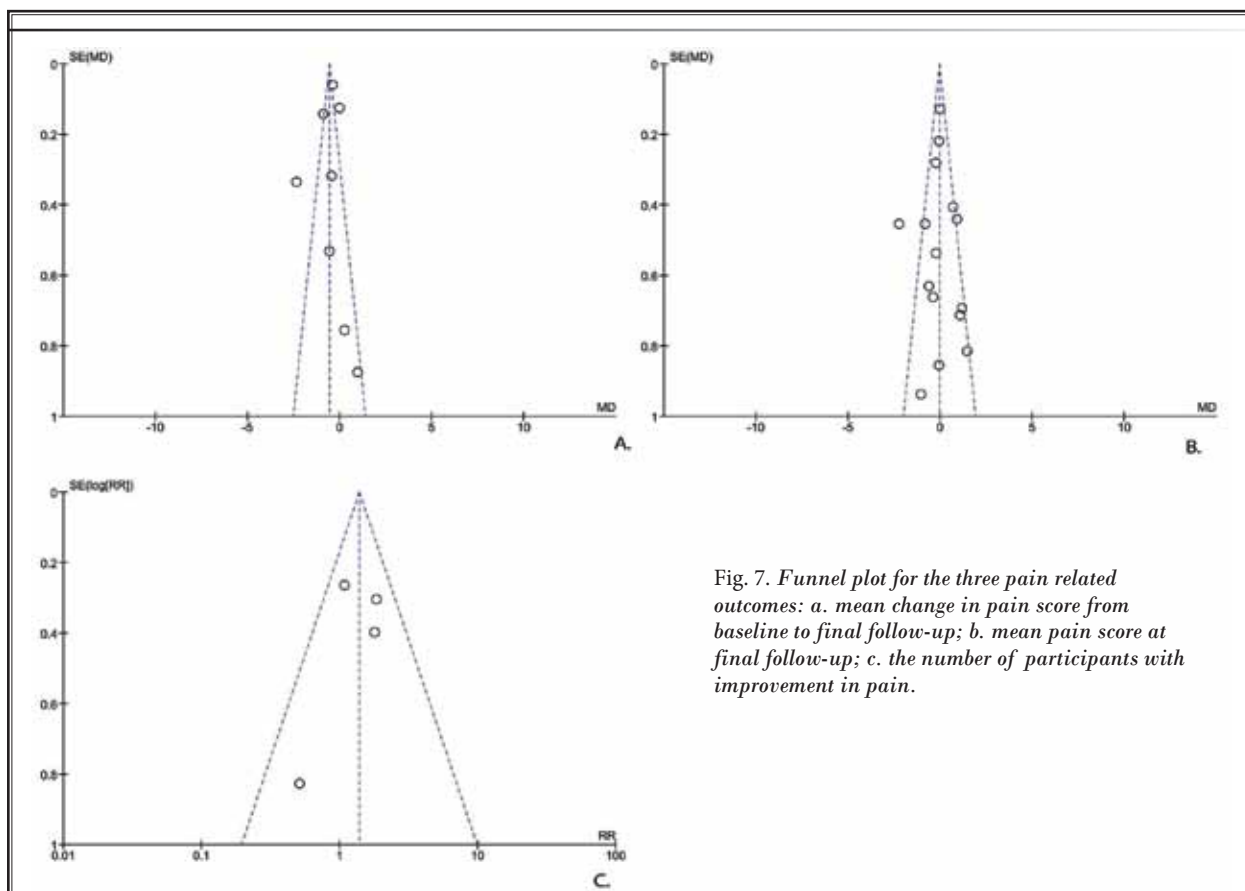 SE(MD)
0
0.2
0.4
0.6
0.8
1
-10
-5
0
5
10
MD
A.
SE(MD)
0
0.2
0.4
0.6
0.8
1
-10
-5
0
5
10
MD
B.
SE(log[RR])
0
0.2
0.4
0.6
0.8
1
0.01
0.1
1
10
100
RR
C.
Fig. 7. Funnel plot for the three pain related
outcomes: a. mean change in pain score from
baseline to final follow-up; b. mean pain score at
final follow-up; c. the number of participants with
improvement in pain.